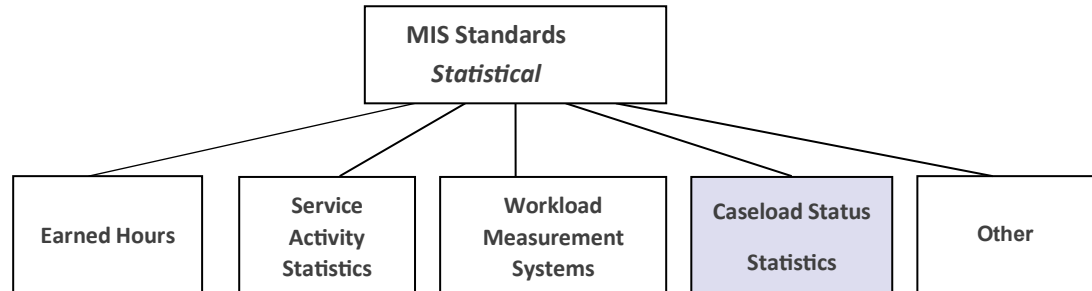 MIS Standards
Statistical
Earned Hours
Service
Activity
Statistics
Workload
Measurement
Systems
Caseload Status
Statistics
Other